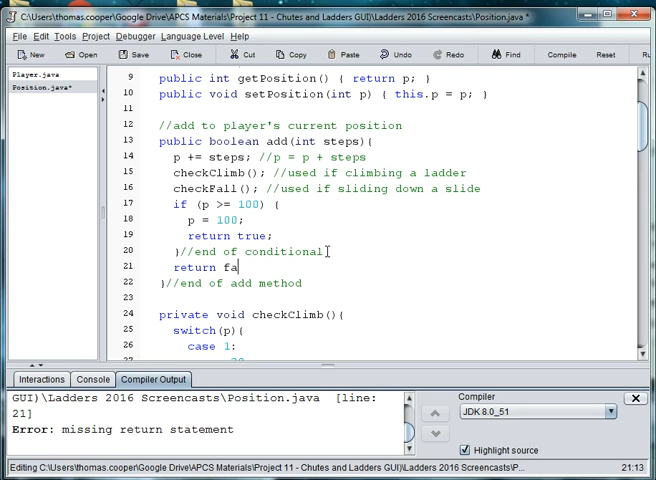 C:\Users\thomas.cooper\Google Drive\APCS Materials\Project 11 - Chutes and Ladders GUI)\Ladders 2016 Screencasts\Position.java *
File Edit Tools Project Debugger Language Level Help
New Open Save Close Cut Copy Paste Undo Redo Find Compile Reset Ru
Player.java
Position.java*
9 public int getPosition() { return p; }
10 public void setPosition(int p) { this.p = p; }
11
12 //add to player's current position
13 public boolean add(int steps){
14 p += steps; //p = p + steps
15 checkClimb(); //used if climbing a ladder
16 checkFall(); //used if sliding down a slide
17 if (p >= 100) {
18 p = 100;
19 return true;
20 }//end of conditional
21 return fa
22 }//end of add method
23
24 private void checkClimb(){
25 switch(p){
26 case 1:
Interactions Console Compiler Output
GUI)\Ladders 2016 Screencasts\Position.java [line:
21]
Error: missing return statement
Compiler
JDK 8.0_51
Highlight source
Editing C:\Users\thomas.cooper\Google Drive\APCS Materials\Project 11 - Chutes and Ladders GUI)\Ladders 2016 Screencasts\P... 21:13